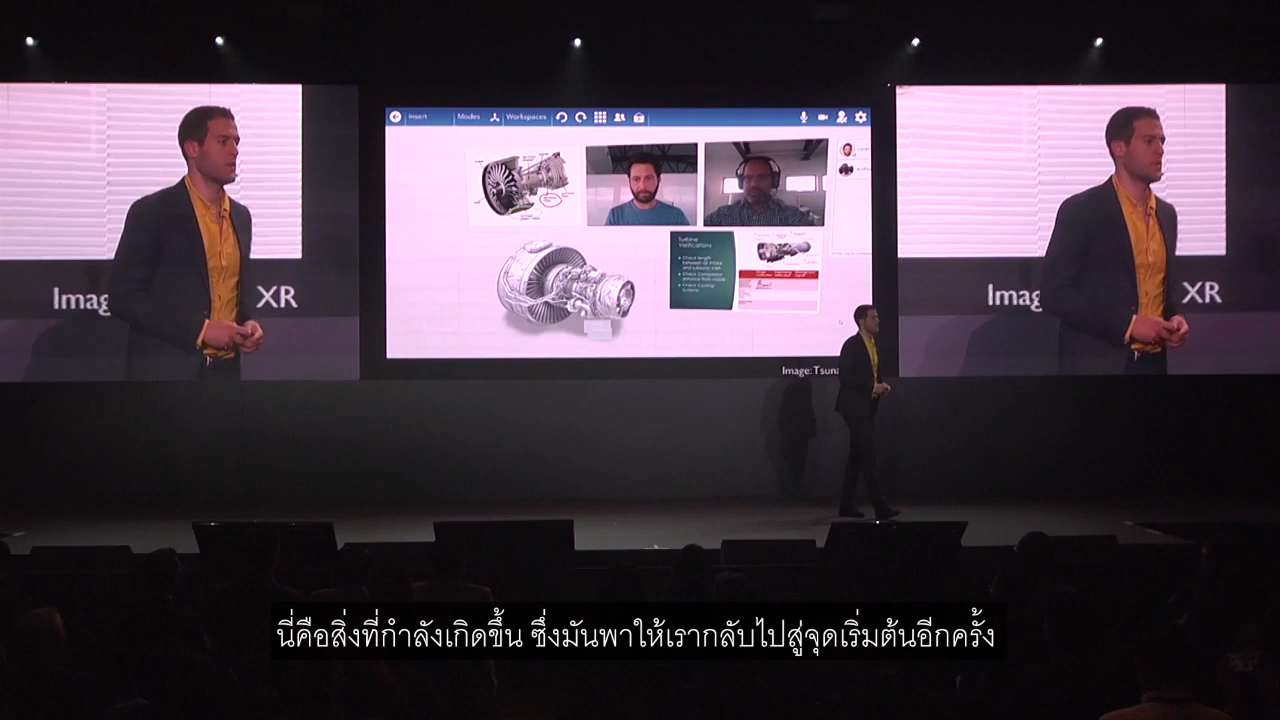 Insert
Modes
Workspaces
Turbine
Verifications
Imag
XR
Imag
XR
Image: Tsuna
นี่คือสิ่งที่กำลังเกิดขึ้น ซึ่งมันพาให้เรากลับไปสู่จุดเริ่มต้นอีกครั้ง